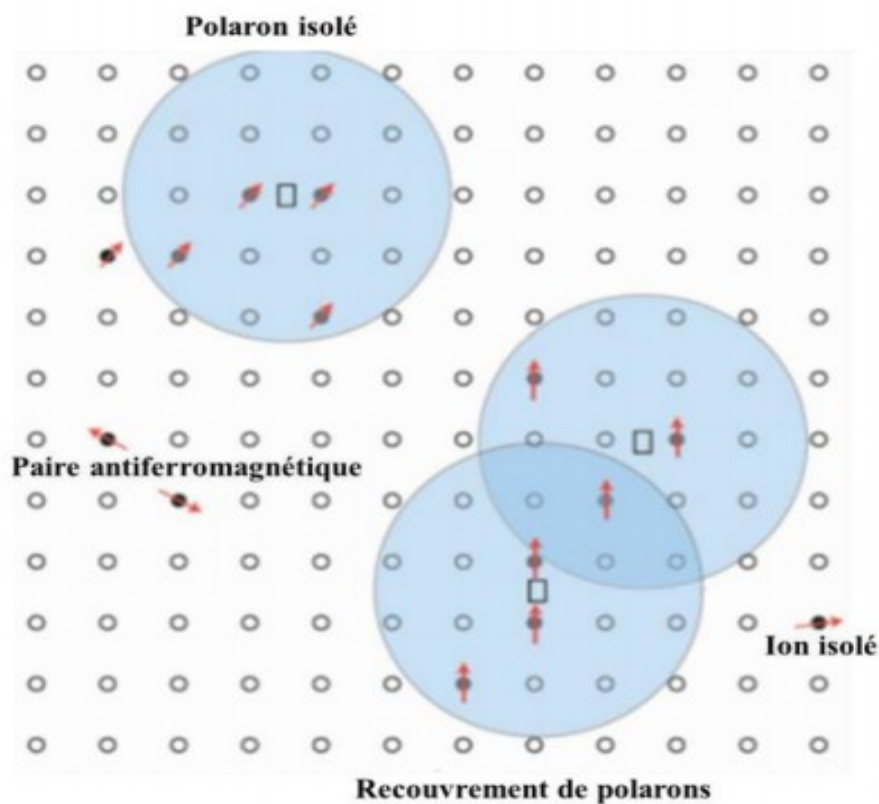 Polaron isolé
Paire antiferromagnétique
Ion isolé
Recouvrement de polarons